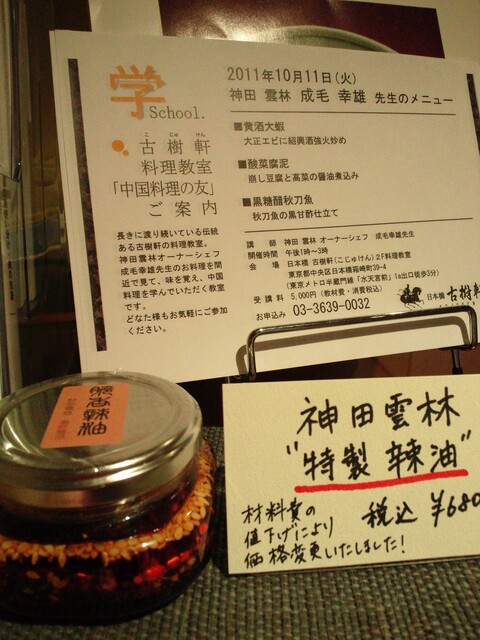 学
School.
こじゅけん
古樹軒
料理教室
「中国料理の友」
ご案内
長きに渡り続いている伝統
ある古樹軒の料理教室。
神田雲林オーナーシェフ
成毛幸雄先生のお料理を間
近で見て、味を覚え、中国
料理を学んでいただく教室
です。
どなた様もお気軽にご参加
ください。
2011年10月11日(火)
神田 雲林 成毛 幸雄 先生のメニュー
■黄酒大蝦
大正エビに紹興酒強火炒め
■酸菜腐泥
崩し豆腐と高菜の醤油煮込み
■黒糖醋秋刀魚
秋刀魚の黒甘酢仕立て
講師 神田 雲林 オーナーシェフ 成毛幸雄先生
開催時間 午後1時～3時
会場 日本橋 古樹軒(こじゅけん)2F料理教室
東京都中央区日本橋箱崎町39-4
(東京メトロ半蔵門線「水天宮前」1a出口徒歩3分)
受講料 5,000円(教材費・消費税込)
お申込み 03-3639-0032
日本橋 古樹軒
辣油
神田雲林
"特製辣油"
税込 ¥680
材料費の
値下げにより
価格変更いたしました!